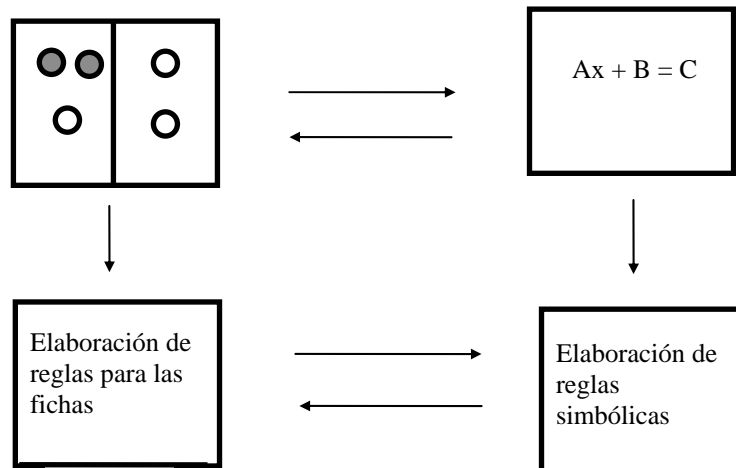 Ax + B = C
Elaboración de
reglas para las
fichas
Elaboración de
reglas
simbólicas